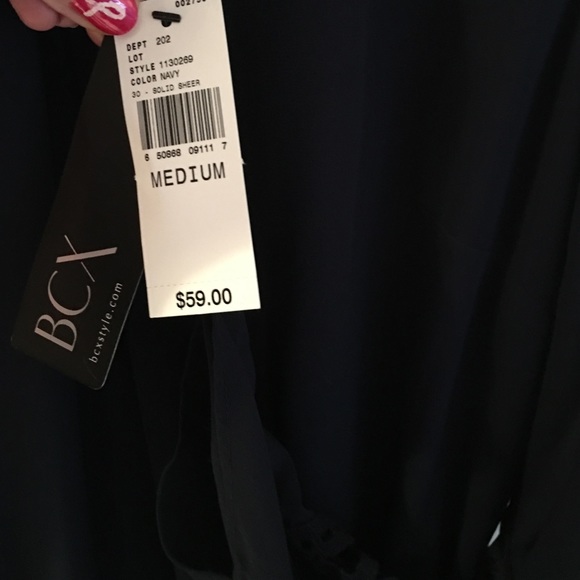 DEPT 202
LOT
STYLE 1130269
COLOR NAVY
30 - SOLID SHEER
6 50868 09111 7
MEDIUM
$59.00
BCX
bcxstyle.com